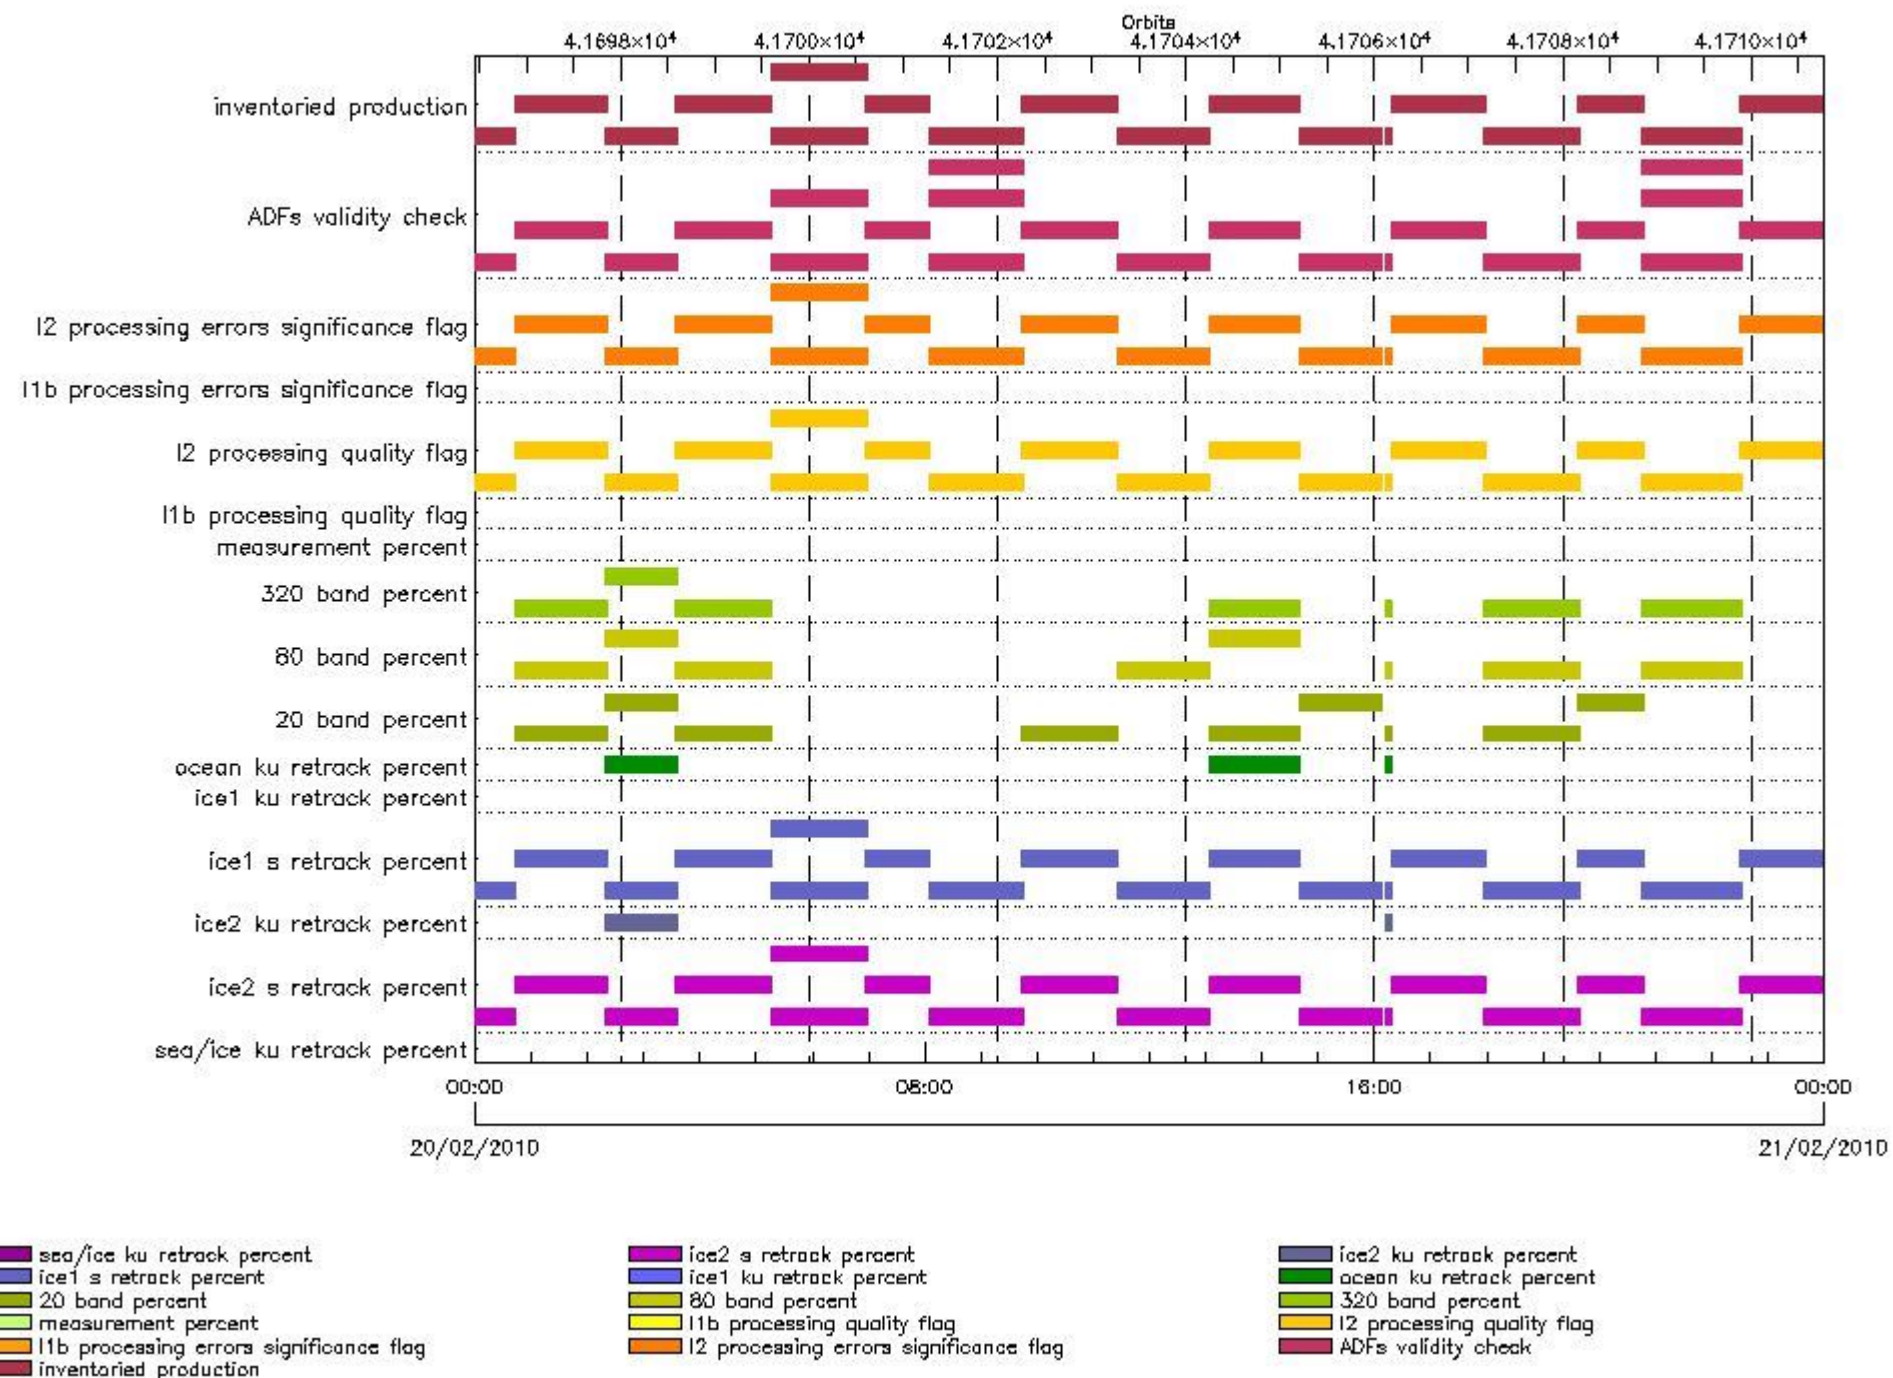 Orbits
4.1698×10⁴ 4.1700×10⁴ 4.1702×10⁴ 4.1704×10⁴ 4.1706×10⁴ 4.1708×10⁴ 4.1710×10⁴
inventoried production
ADFs validity check
l2 processing errors significance flag
l1b processing errors significance flag
l2 processing quality flag
l1b processing quality flag
measurement percent
320 band percent
80 band percent
20 band percent
ocean ku retrack percent
ice1 ku retrack percent
ice1 s retrack percent
ice2 ku retrack percent
ice2 s retrack percent
sea/ice ku retrack percent
00:00 08:00 16:00 00:00
20/02/2010 21/02/2010
sea/ice ku retrack percent ice2 s retrack percent ice2 ku retrack percent
ice1 s retrack percent ice1 ku retrack percent ocean ku retrack percent
20 band percent 80 band percent 320 band percent
measurement percent l1b processing quality flag l2 processing quality flag
l1b processing errors significance flag l2 processing errors significance flag ADFs validity check
inventoried production